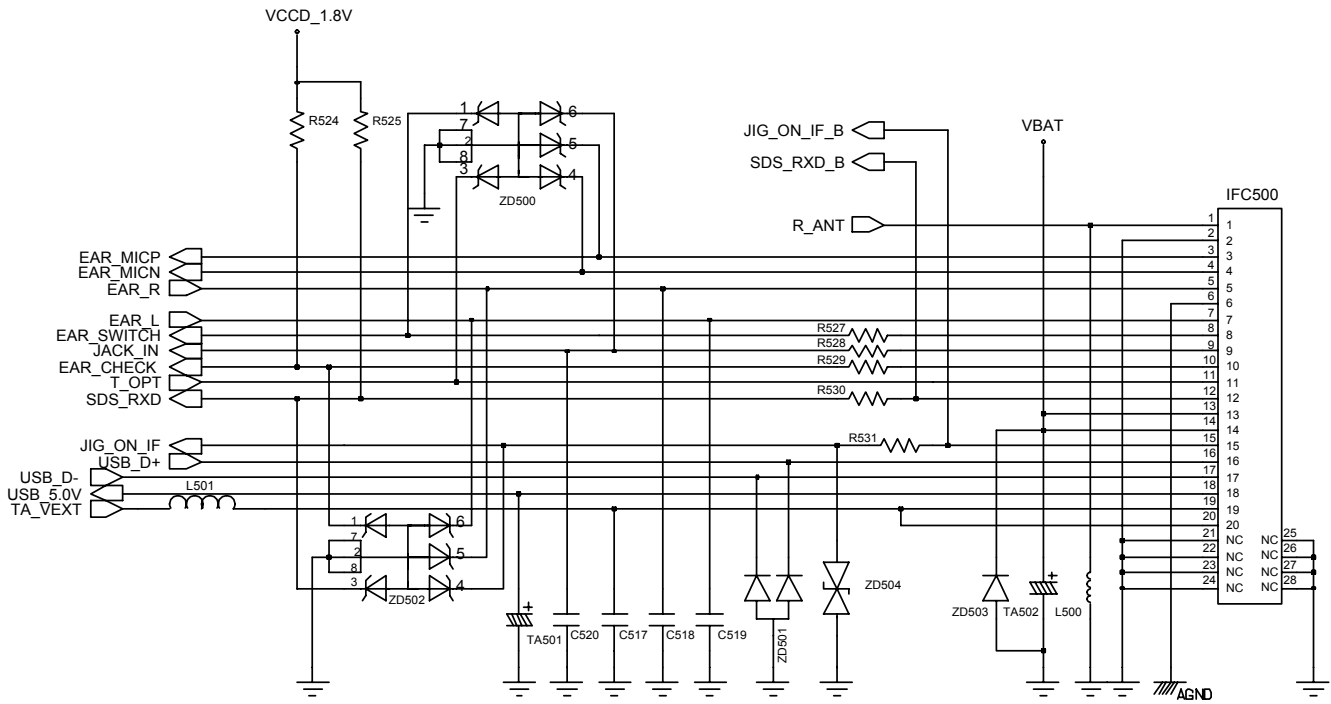 VCCD_1.8V
R524
R525
1
6
7
2
5
8
3
4
ZD500
JIG_ON_IF_B
SDS_RXD_B
R_ANT
VBAT
IFC500
EAR_MICP
EAR_MICN
EAR_R
EAR_L
EAR_SWITCH
JACK_IN
EAR_CHECK
T_OPT
SDS_RXD
JIG_ON_IF
USB_D+
USB_D-
USB_5.0V
TA_VEXT
L501
R527
R528
R529
R530
R531
1 1
2 2
3 3
4 4
5 5
6 6
7 7
8 8
9 9
10 10
11 11
12 12
13 13
14 14
15 15
16 16
17 17
18 18
19 19
20 20
21 NC NC 25
22 NC NC 26
23 NC NC 27
24 NC NC 28
1
6
7
2
5
8
3
4
ZD502
+
TA501
C520
C517
C518
C519
ZD501
ZD504
ZD503
TA502
+
L500
AGND